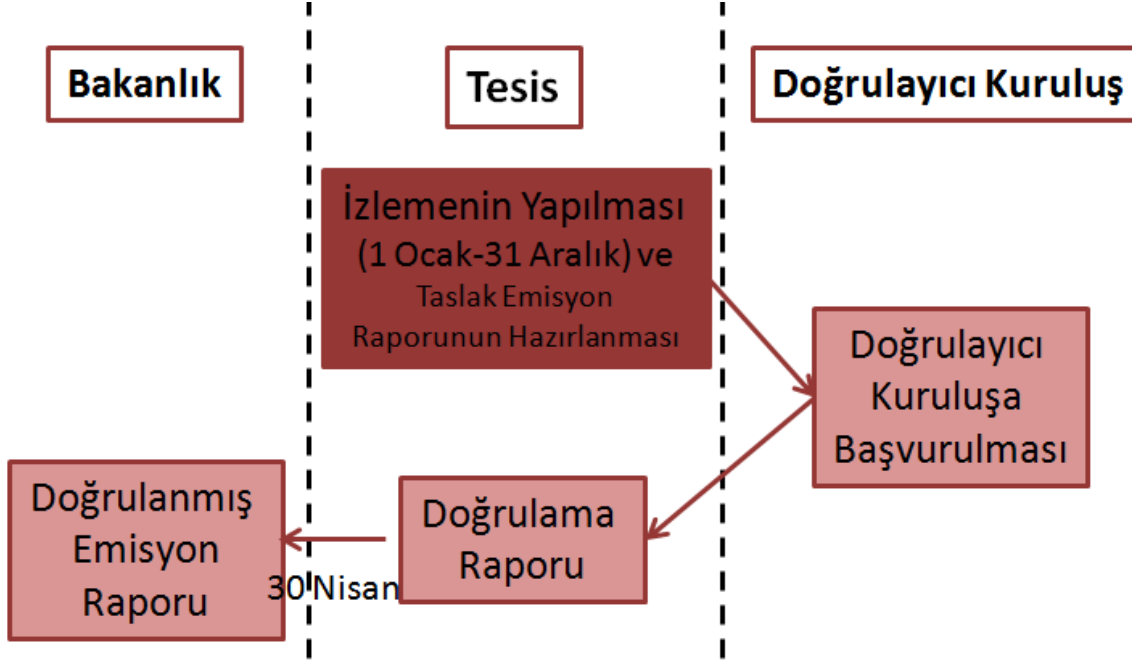 Bakanlık
Tesis
Doğrulayıcı Kuruluş
İzlemenin Yapılması
(1 Ocak-31 Aralık) ve
Taslak Emisyon
Raporunun Hazırlanması
Doğrulayıcı
Kuruluşa
Başvurulması
Doğrulama
Raporu
30 Nisan
Doğrulanmış
Emisyon
Raporu